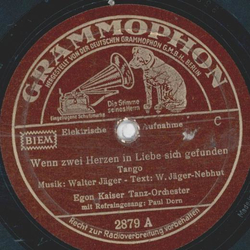 GRAMMOPHON
HERGESTELLT VON DER DEUTSCHEN GRAMMOPHON G.M.B.H. BERLIN
Eingetragene Schutzmarke
Die Stimme
seines Herrn
BIEM
Elektrische Aufnahme
C
Wenn zwei Herzen in Liebe sich gefunden
Tango
Musik: Walter Jäger - Text: W. Jäger-Nebhut
Egon Kaiser Tanz-Orchester
mit Refraingesang: Paul Dorn
2879 A
Recht zur Radioverbreitung vorbehalten